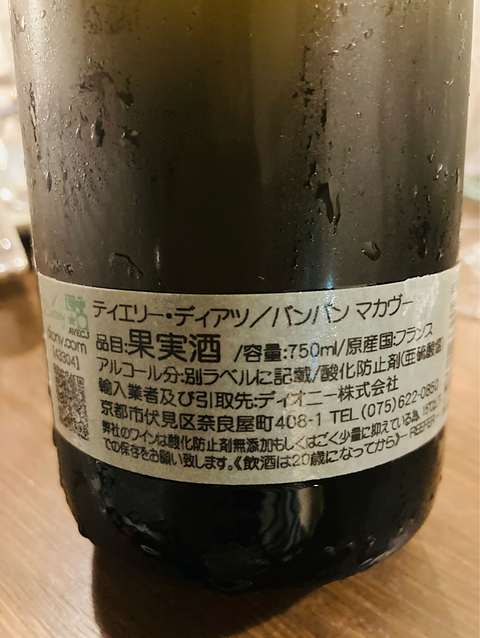 AVEC
ティエリー・ディアツ/バンバン マカヴー
品目:果実酒 /容量:750ml/原産国:フランス
アルコール分:別ラベルに記載/酸化防止剤(亜硫酸塩)
輸入業者及び引取先:ディオニー株式会社
京都市伏見区奈良屋町408-1 TEL (075)622-0850
弊社のワインは酸化防止剤無添加もしくはごく少量に抑えている為、
での保存をお願い致します。《飲酒は20歳になってから》 REEFER